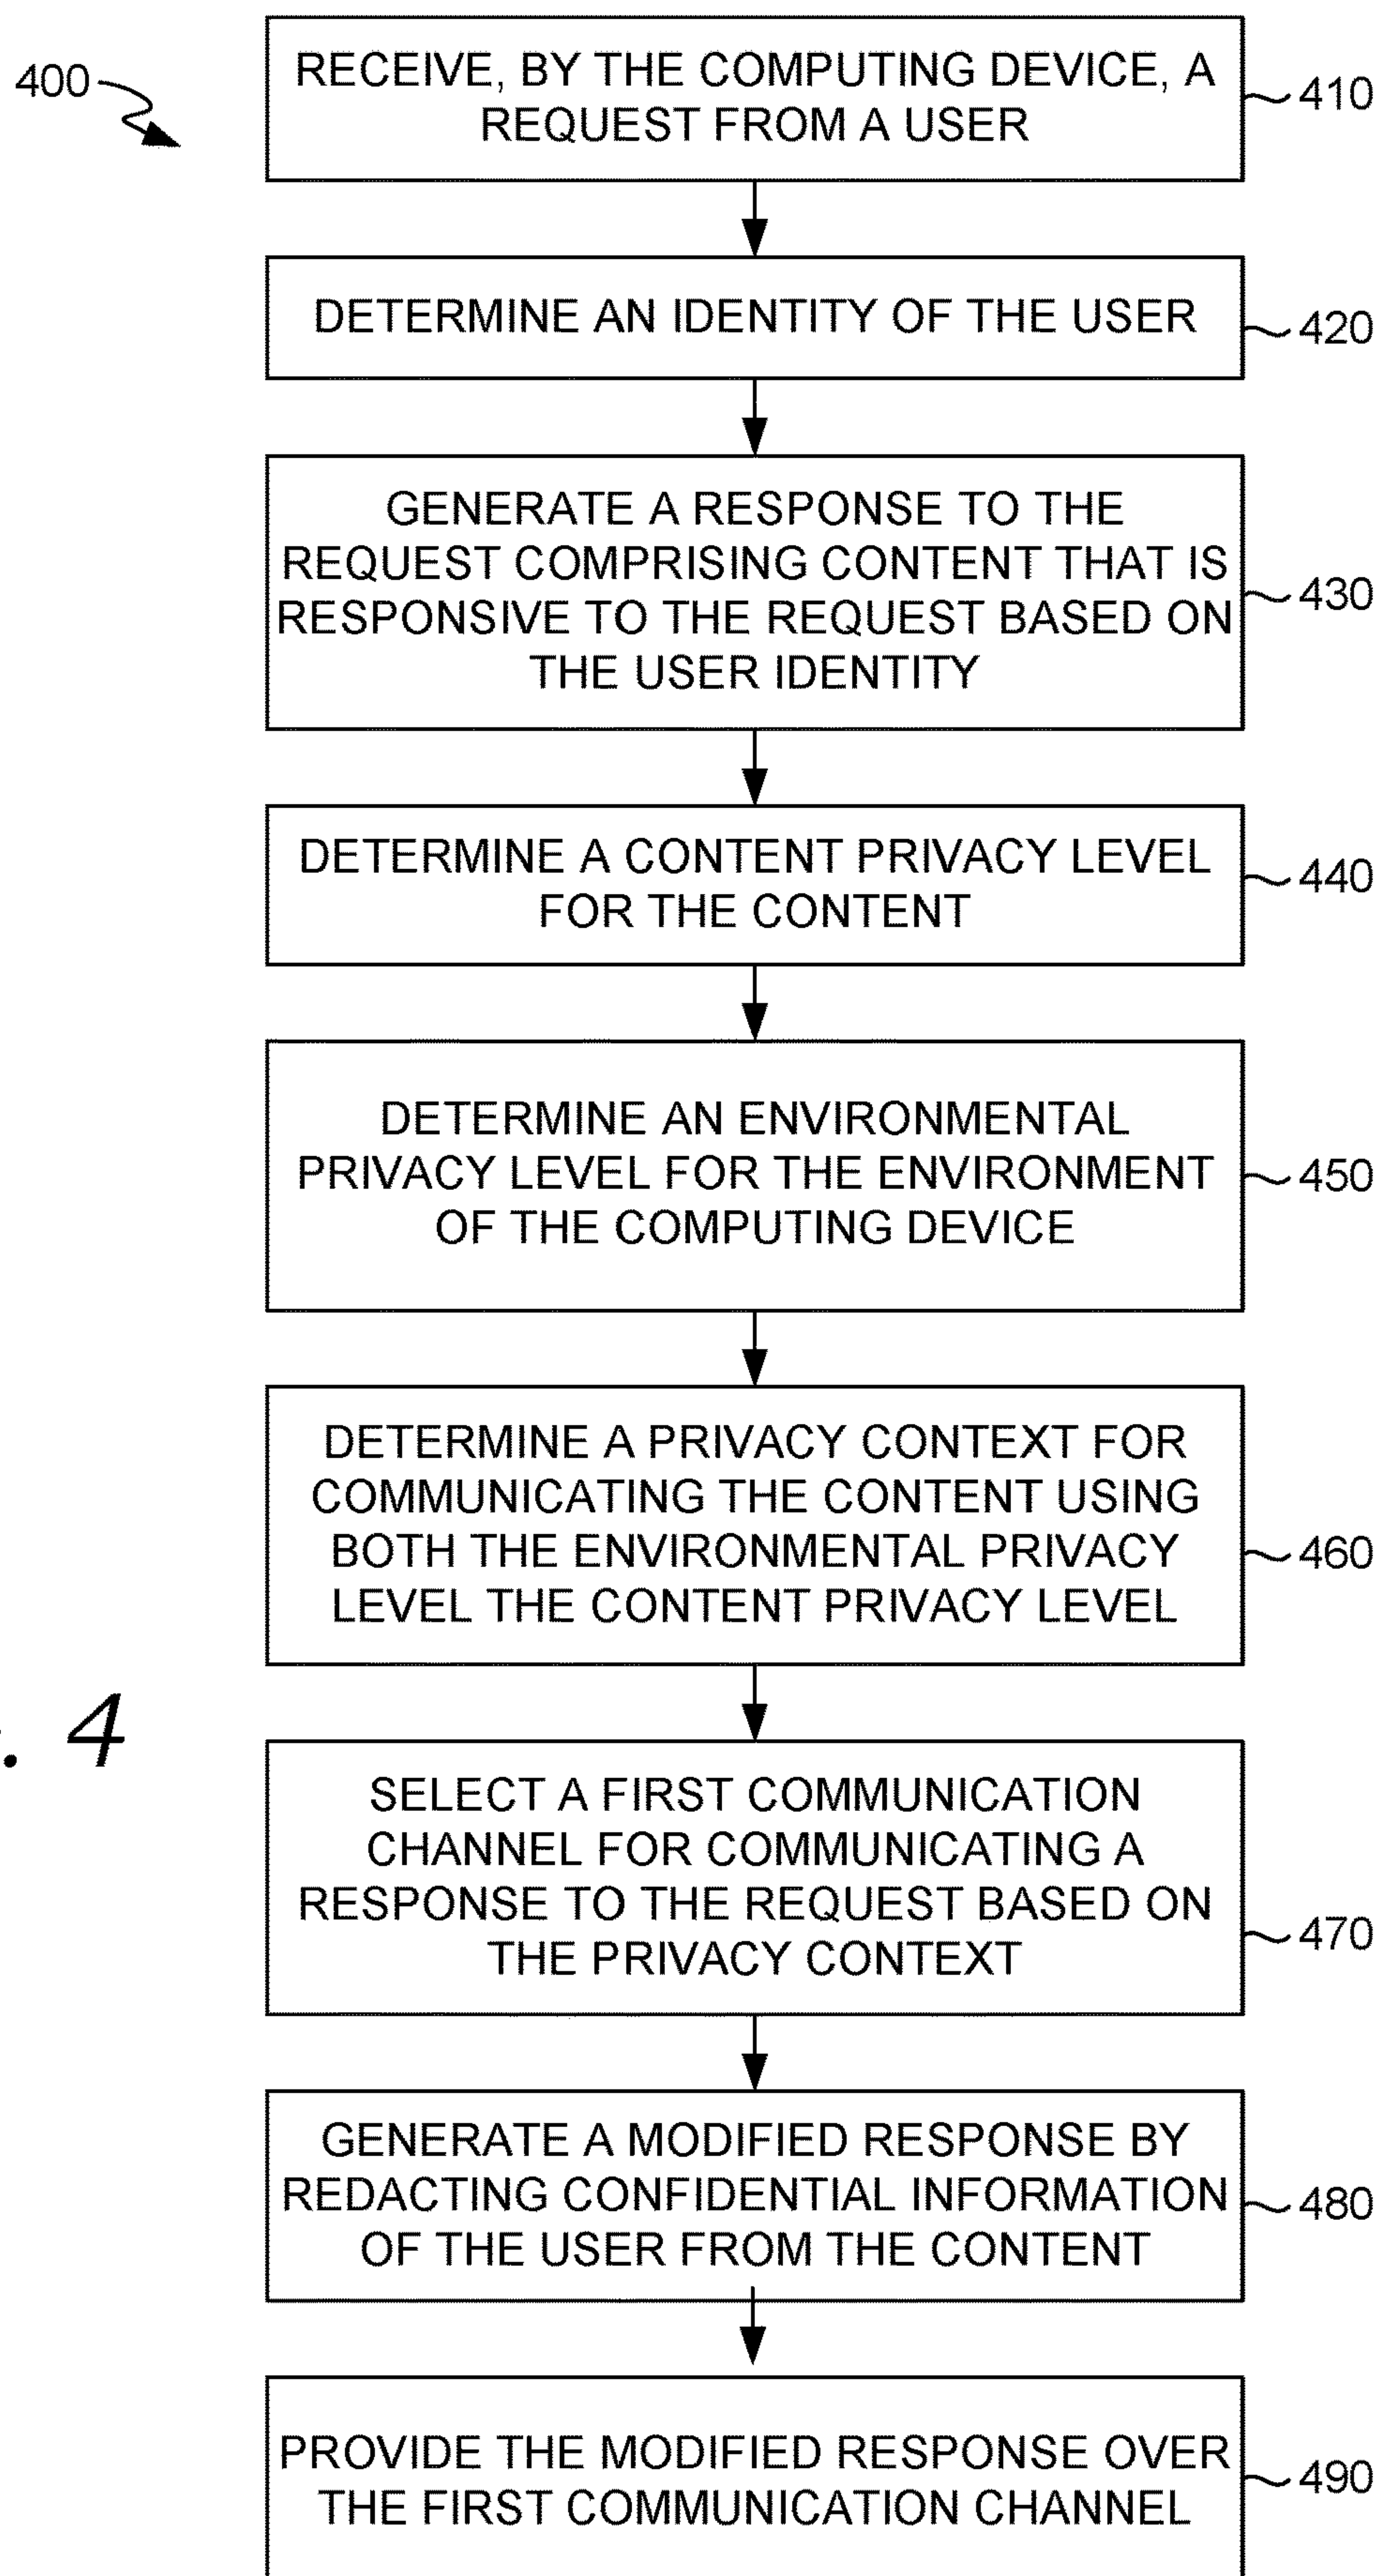 400
RECEIVE, BY THE COMPUTING DEVICE, A
REQUEST FROM A USER
410
DETERMINE AN IDENTITY OF THE USER
420
GENERATE A RESPONSE TO THE
REQUEST COMPRISING CONTENT THAT IS
RESPONSIVE TO THE REQUEST BASED ON
THE USER IDENTITY
430
DETERMINE A CONTENT PRIVACY LEVEL
FOR THE CONTENT
440
DETERMINE AN ENVIRONMENTAL
PRIVACY LEVEL FOR THE ENVIRONMENT
OF THE COMPUTING DEVICE
450
DETERMINE A PRIVACY CONTEXT FOR
COMMUNICATING THE CONTENT USING
BOTH THE ENVIRONMENTAL PRIVACY
LEVEL THE CONTENT PRIVACY LEVEL
460
. 4
SELECT A FIRST COMMUNICATION
CHANNEL FOR COMMUNICATING A
RESPONSE TO THE REQUEST BASED ON
THE PRIVACY CONTEXT
470
GENERATE A MODIFIED RESPONSE BY
REDACTING CONFIDENTIAL INFORMATION
OF THE USER FROM THE CONTENT
480
PROVIDE THE MODIFIED RESPONSE OVER
THE FIRST COMMUNICATION CHANNEL
490